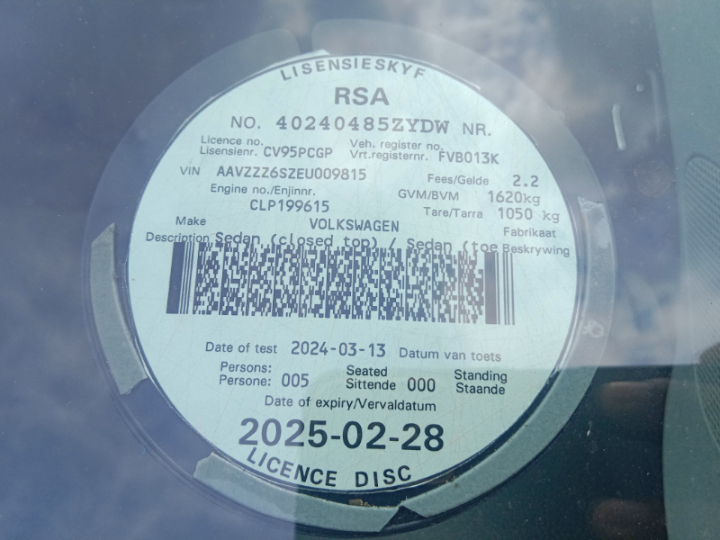 LISENSIESKYF
RSA
NO. 40240485ZYDW NR.
Licence no. Veh. register no.
Lisensienr. CV95PCGP Vrt.registernr. FVB013K
VIN AAVZZZ6SZEU009815 Fees/Gelde 2.2
Engine no./Enjinnr. GVM/BVM 1620kg
CLP199615 Tare/Tarra 1050 kg
Make VOLKSWAGEN Fabrikaat
Description Sedan (closed top) / Sedan (toe Beskrywing
Date of test 2024-03-13 Datum van toets
Persons: Seated Standing
Persone: 005 Sittende 000 Staande
Date of expiry/Vervaldatum
2025-02-28
LICENCE DISC